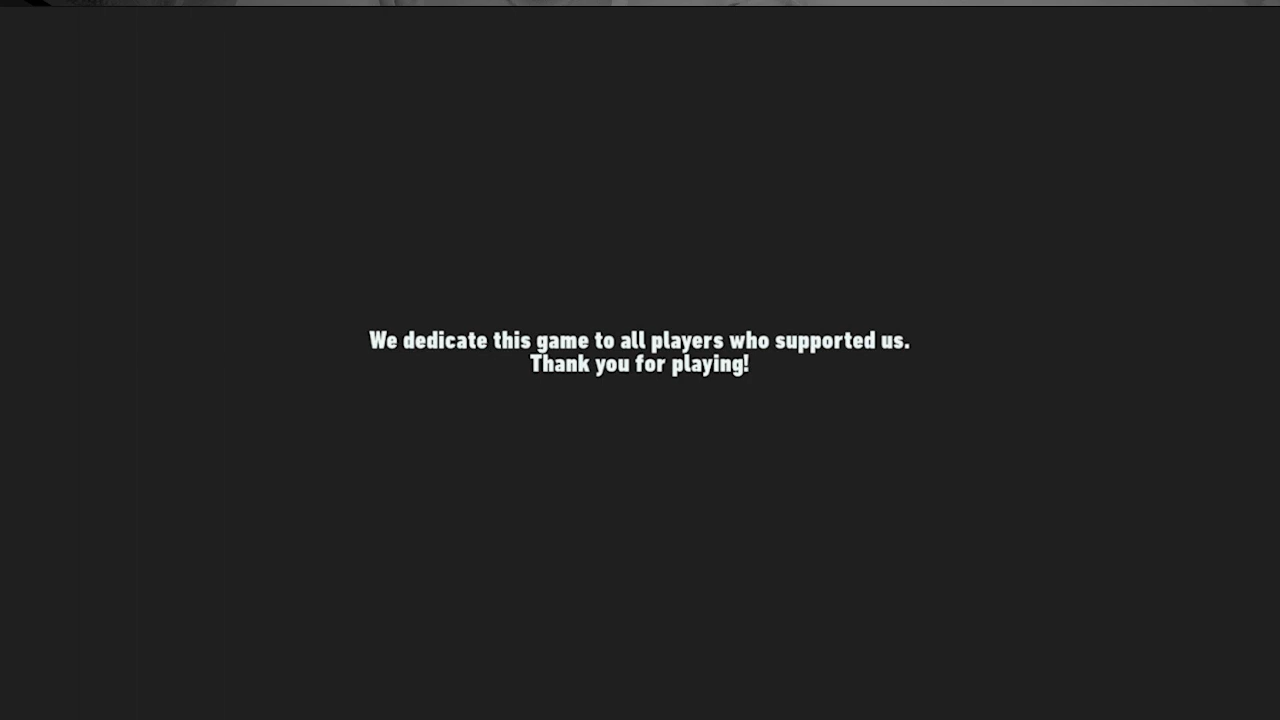 We dedicate this game to all players who supported us.
Thank you for playing!